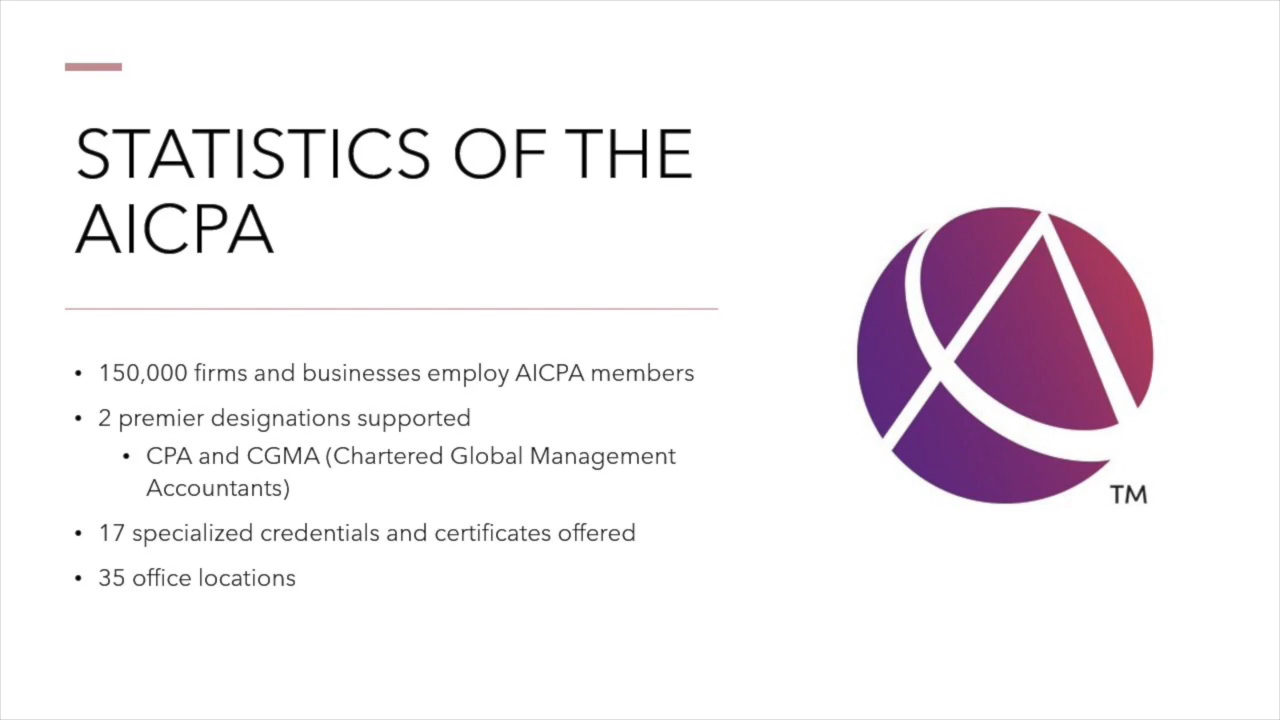 STATISTICS OF THE
AICPA
• 150,000 firms and businesses employ AICPA members
• 2 premier designations supported
• CPA and CGMA (Chartered Global Management
Accountants)
• 17 specialized credentials and certificates offered
• 35 office locations
TM